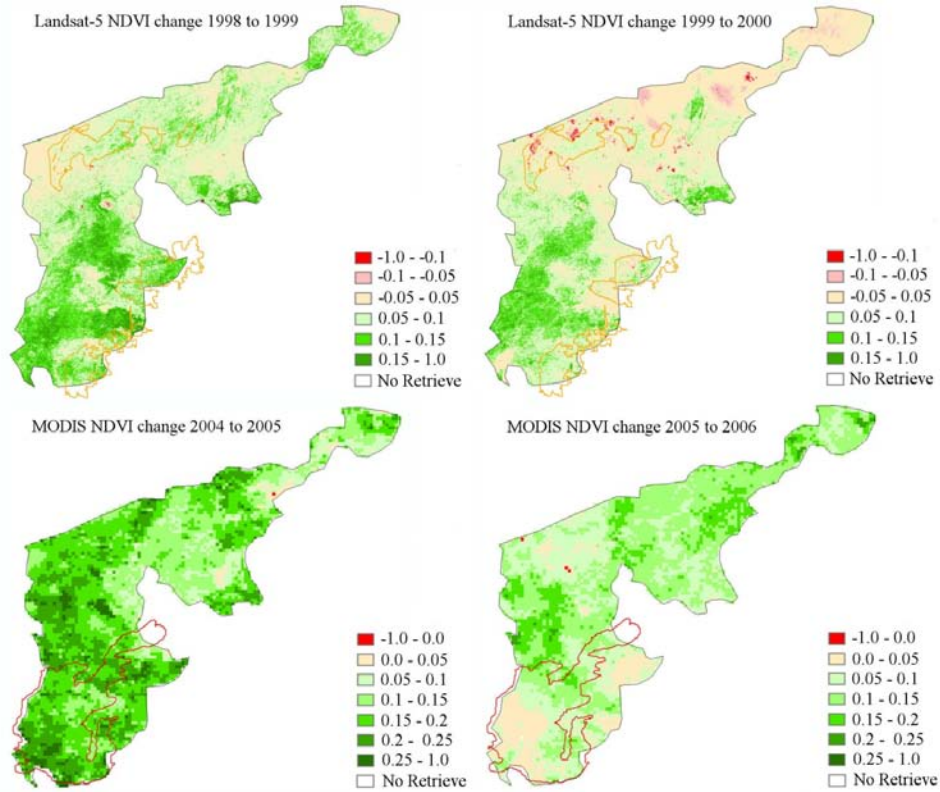 Landsat-5 NDVI change 1998 to 1999
-1.0 - -0.1
-0.1 - -0.05
-0.05 - 0.05
0.05 - 0.1
0.1 - 0.15
0.15 - 1.0
No Retrieve
Landsat-5 NDVI change 1999 to 2000
-1.0 - -0.1
-0.1 - -0.05
-0.05 - 0.05
0.05 - 0.1
0.1 - 0.15
0.15 - 1.0
No Retrieve
MODIS NDVI change 2004 to 2005
-1.0 - 0.0
0.0 - 0.05
0.05 - 0.1
0.1 - 0.15
0.15 - 0.2
0.2 - 0.25
0.25 - 1.0
No Retrieve
MODIS NDVI change 2005 to 2006
-1.0 - 0.0
0.0 - 0.05
0.05 - 0.1
0.1 - 0.15
0.15 - 0.2
0.2 - 0.25
0.25 - 1.0
No Retrieve